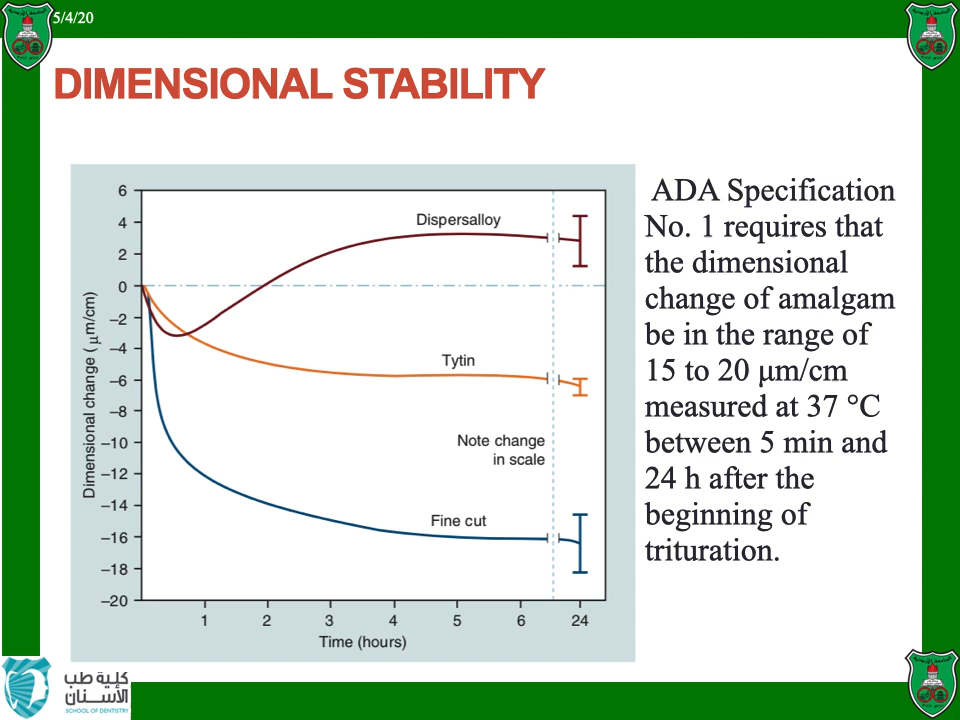 5/4/20
DIMENSIONAL STABILITY
6
4
2
0
–2
–4
–6
–8
–10
–12
–14
–16
–18
–20
Dimensional change ( μm/cm)
Dispersalloy
Tytin
Note change
in scale
Fine cut
1 2 3 4 5 6 24
Time (hours)
ADA Specification
No. 1 requires that
the dimensional
change of amalgam
be in the range of
15 to 20 μm/cm
measured at 37 °C
between 5 min and
24 h after the
beginning of
trituration.
كلية طب
الأسنان
SCHOOL OF DENTISTRY